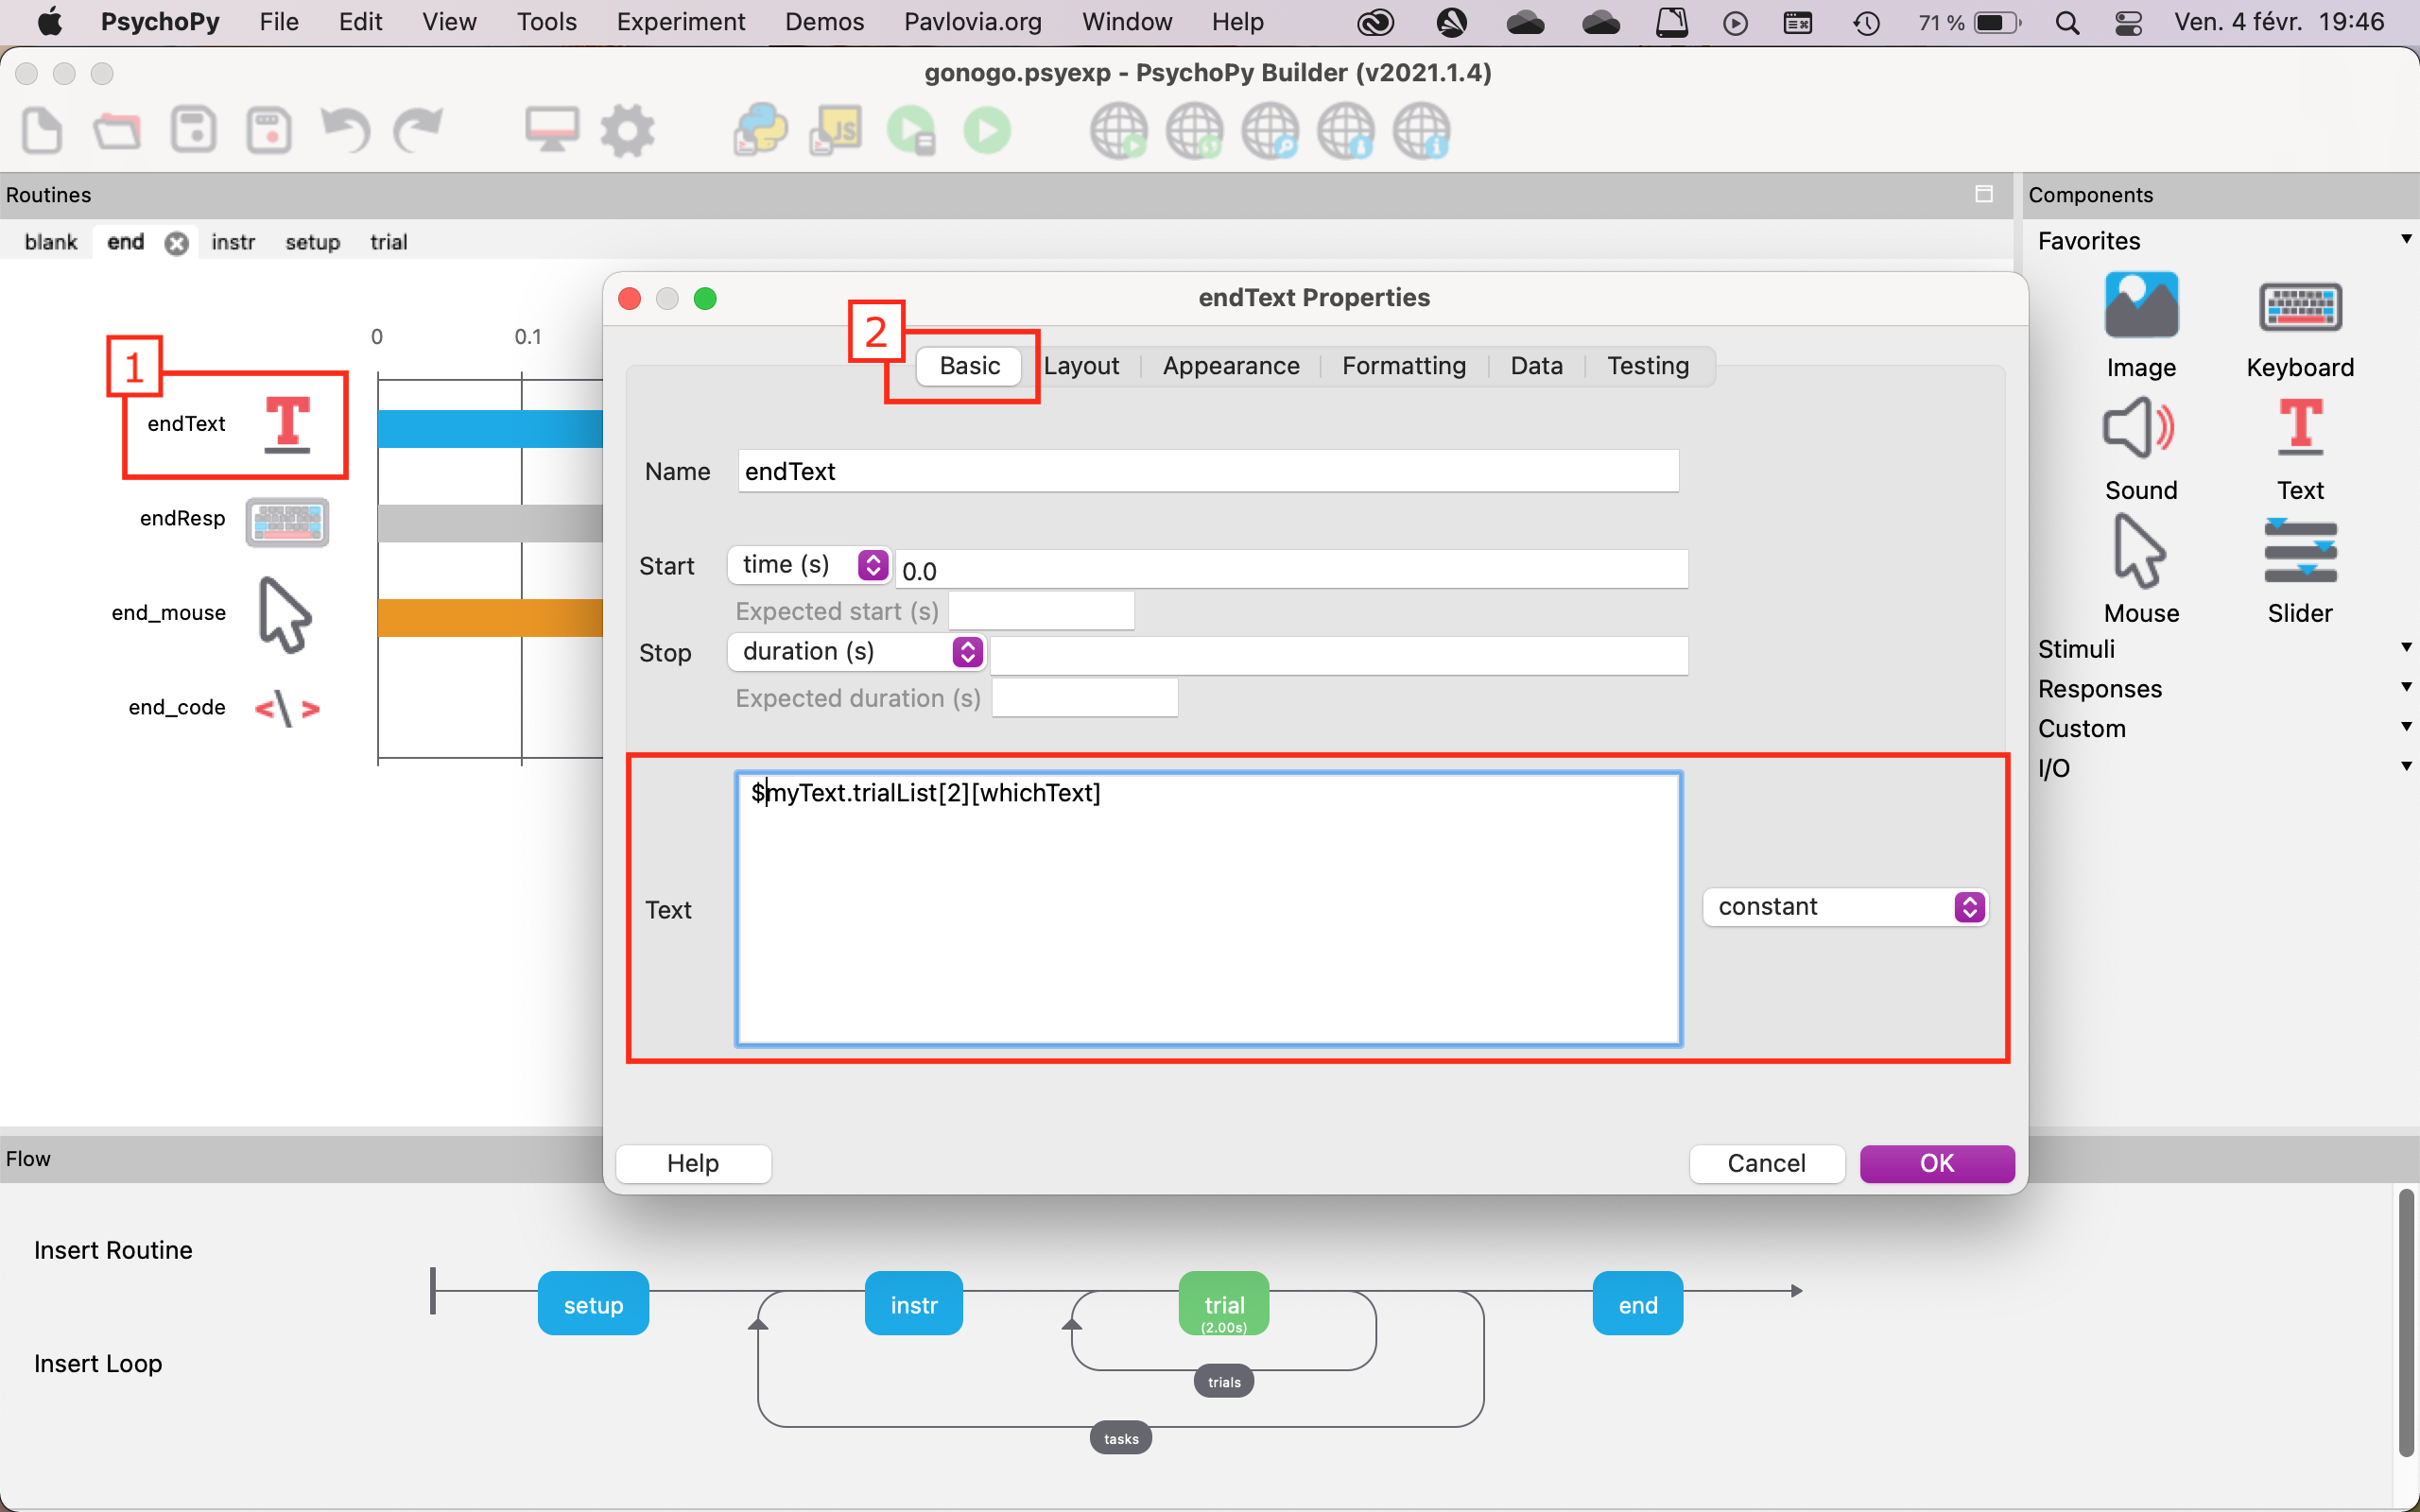 PsychoPy File Edit View Tools Experiment Demos Pavlovia.org Window Help 71 % Ven. 4 févr. 19:46
gonogo.psyexp - PsychoPy Builder (v2021.1.4)
JS
Routines
Components
blank end instr setup trial
Favorites
endText Properties
0 0.1
1
2
Basic Layout Appearance Formatting Data Testing
Image Keyboard
endText
Name endText
Sound Text
endResp
Start time (s) 0.0
Expected start (s)
end_mouse
Mouse Slider
Stop duration (s)
Stimuli
Expected duration (s)
Responses
end_code
Custom
I/O
$myText.trialList[2][whichText]
Text
constant
Help Cancel OK
Flow
Insert Routine
setup instr trial end
(2.00s)
Insert Loop
trials
tasks